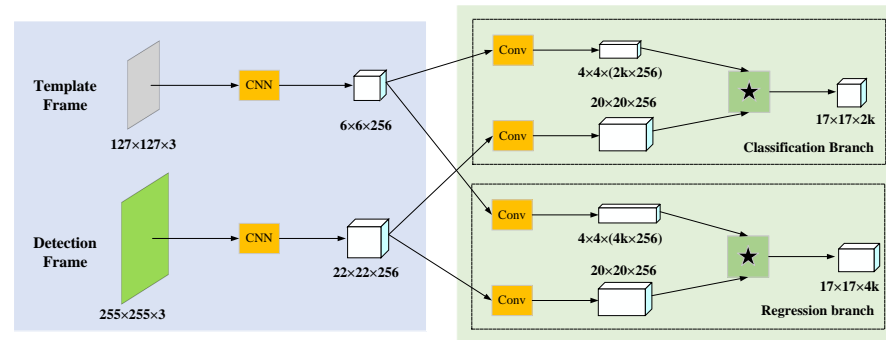 Template
Frame
127×127×3
CNN
6×6×256
Detection
Frame
255×255×3
CNN
22×22×256
Conv
4×4×(2k×256)
20×20×256
Conv
17×17×2k
Classification Branch
Conv
4×4×(4k×256)
20×20×256
Conv
17×17×4k
Regression branch